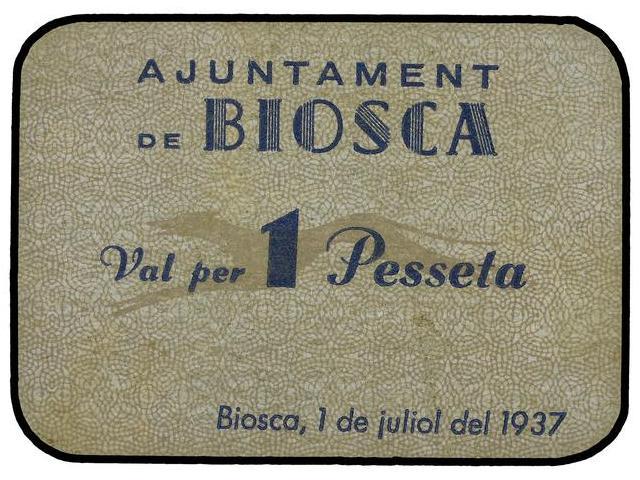 AJUNTAMENT
DE BIOSCA
Val per 1 Pesseta
Biosca, 1 de juliol del 1937